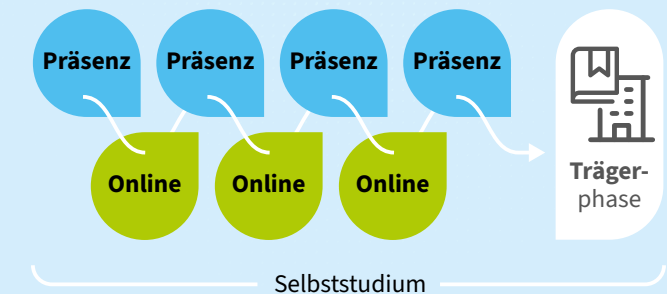 Präsenz Präsenz Präsenz Präsenz
Online Online Online
Träger-
phase
Selbststudium